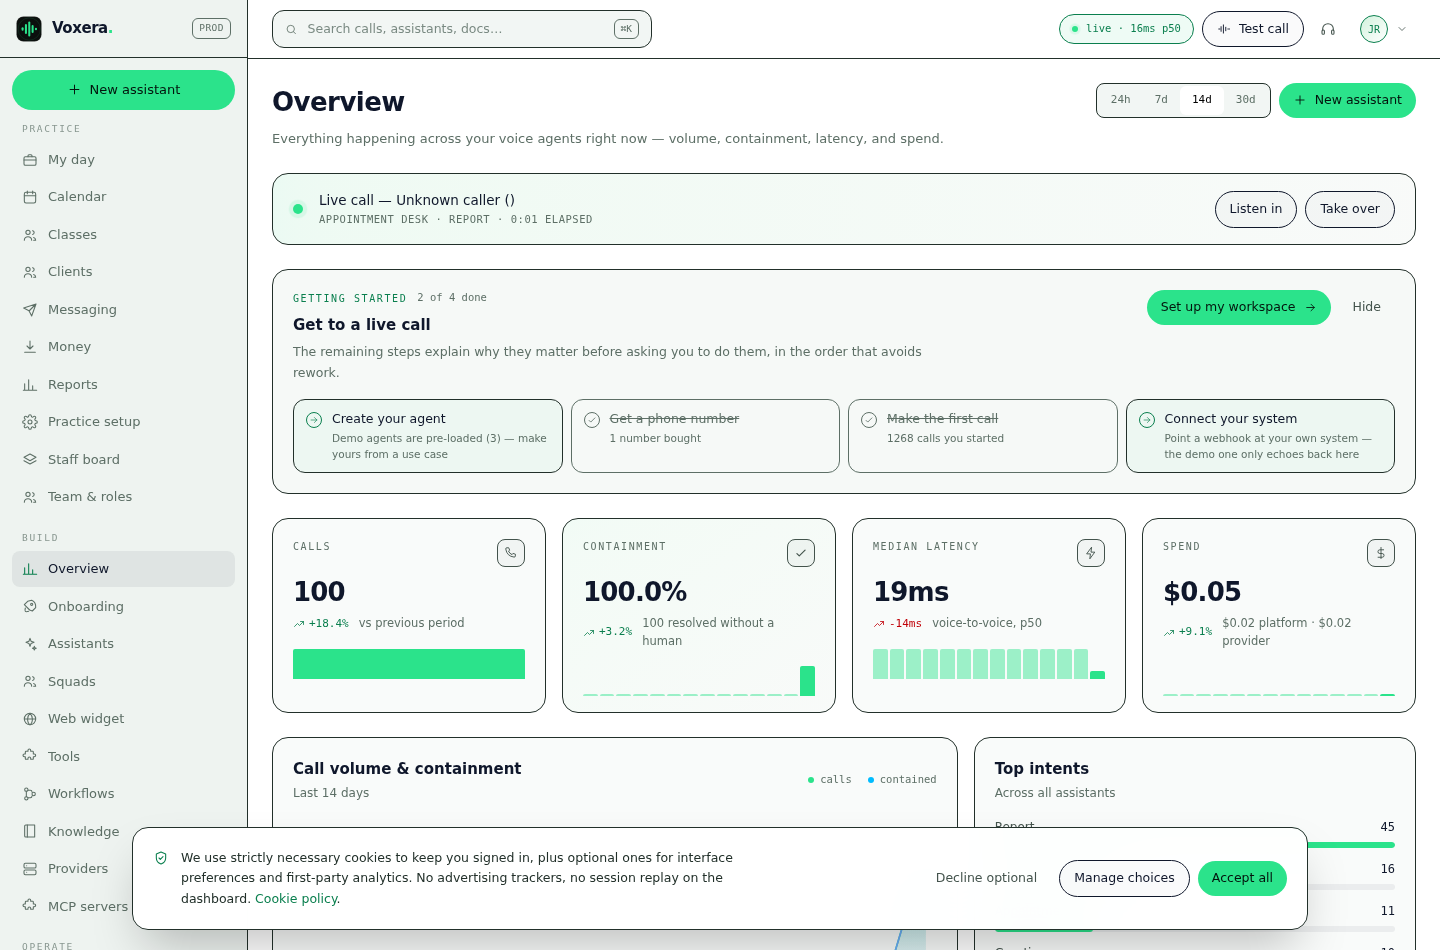 Voxera.
PROD
Search calls, assistants, docs...
⌘K
live · 16ms p50
Test call
JR
New assistant
PRACTICE
My day
Calendar
Classes
Clients
Messaging
Money
Reports
Practice setup
Staff board
Team & roles
BUILD
Overview
Onboarding
Assistants
Squads
Web widget
Tools
Workflows
Knowledge
Providers
MCP servers
OPERATE
Overview
24h
7d
14d
30d
New assistant
Everything happening across your voice agents right now — volume, containment, latency, and spend.
Live call — Unknown caller ()
APPOINTMENT DESK · REPORT · 0:01 ELAPSED
Listen in
Take over
GETTING STARTED 2 of 4 done
Get to a live call
The remaining steps explain why they matter before asking you to do them, in the order that avoids
rework.
Set up my workspace
Hide
Create your agent
Demo agents are pre-loaded (3) — make
yours from a use case
Get a phone number
1 number bought
Make the first call
1268 calls you started
Connect your system
Point a webhook at your own system —
the demo one only echoes back here
CALLS
100
+18.4% vs previous period
CONTAINMENT
100.0%
+3.2% 100 resolved without a
human
MEDIAN LATENCY
19ms
-14ms voice-to-voice, p50
SPEND
$
$0.05
+9.1% $0.02 platform · $0.02
provider
Call volume & containment
Last 14 days
calls
contained
Top intents
Across all assistants
Report
45
16
11
We use strictly necessary cookies to keep you signed in, plus optional ones for interface
preferences and first-party analytics. No advertising trackers, no session replay on the
dashboard. Cookie policy.
Decline optional
Manage choices
Accept all